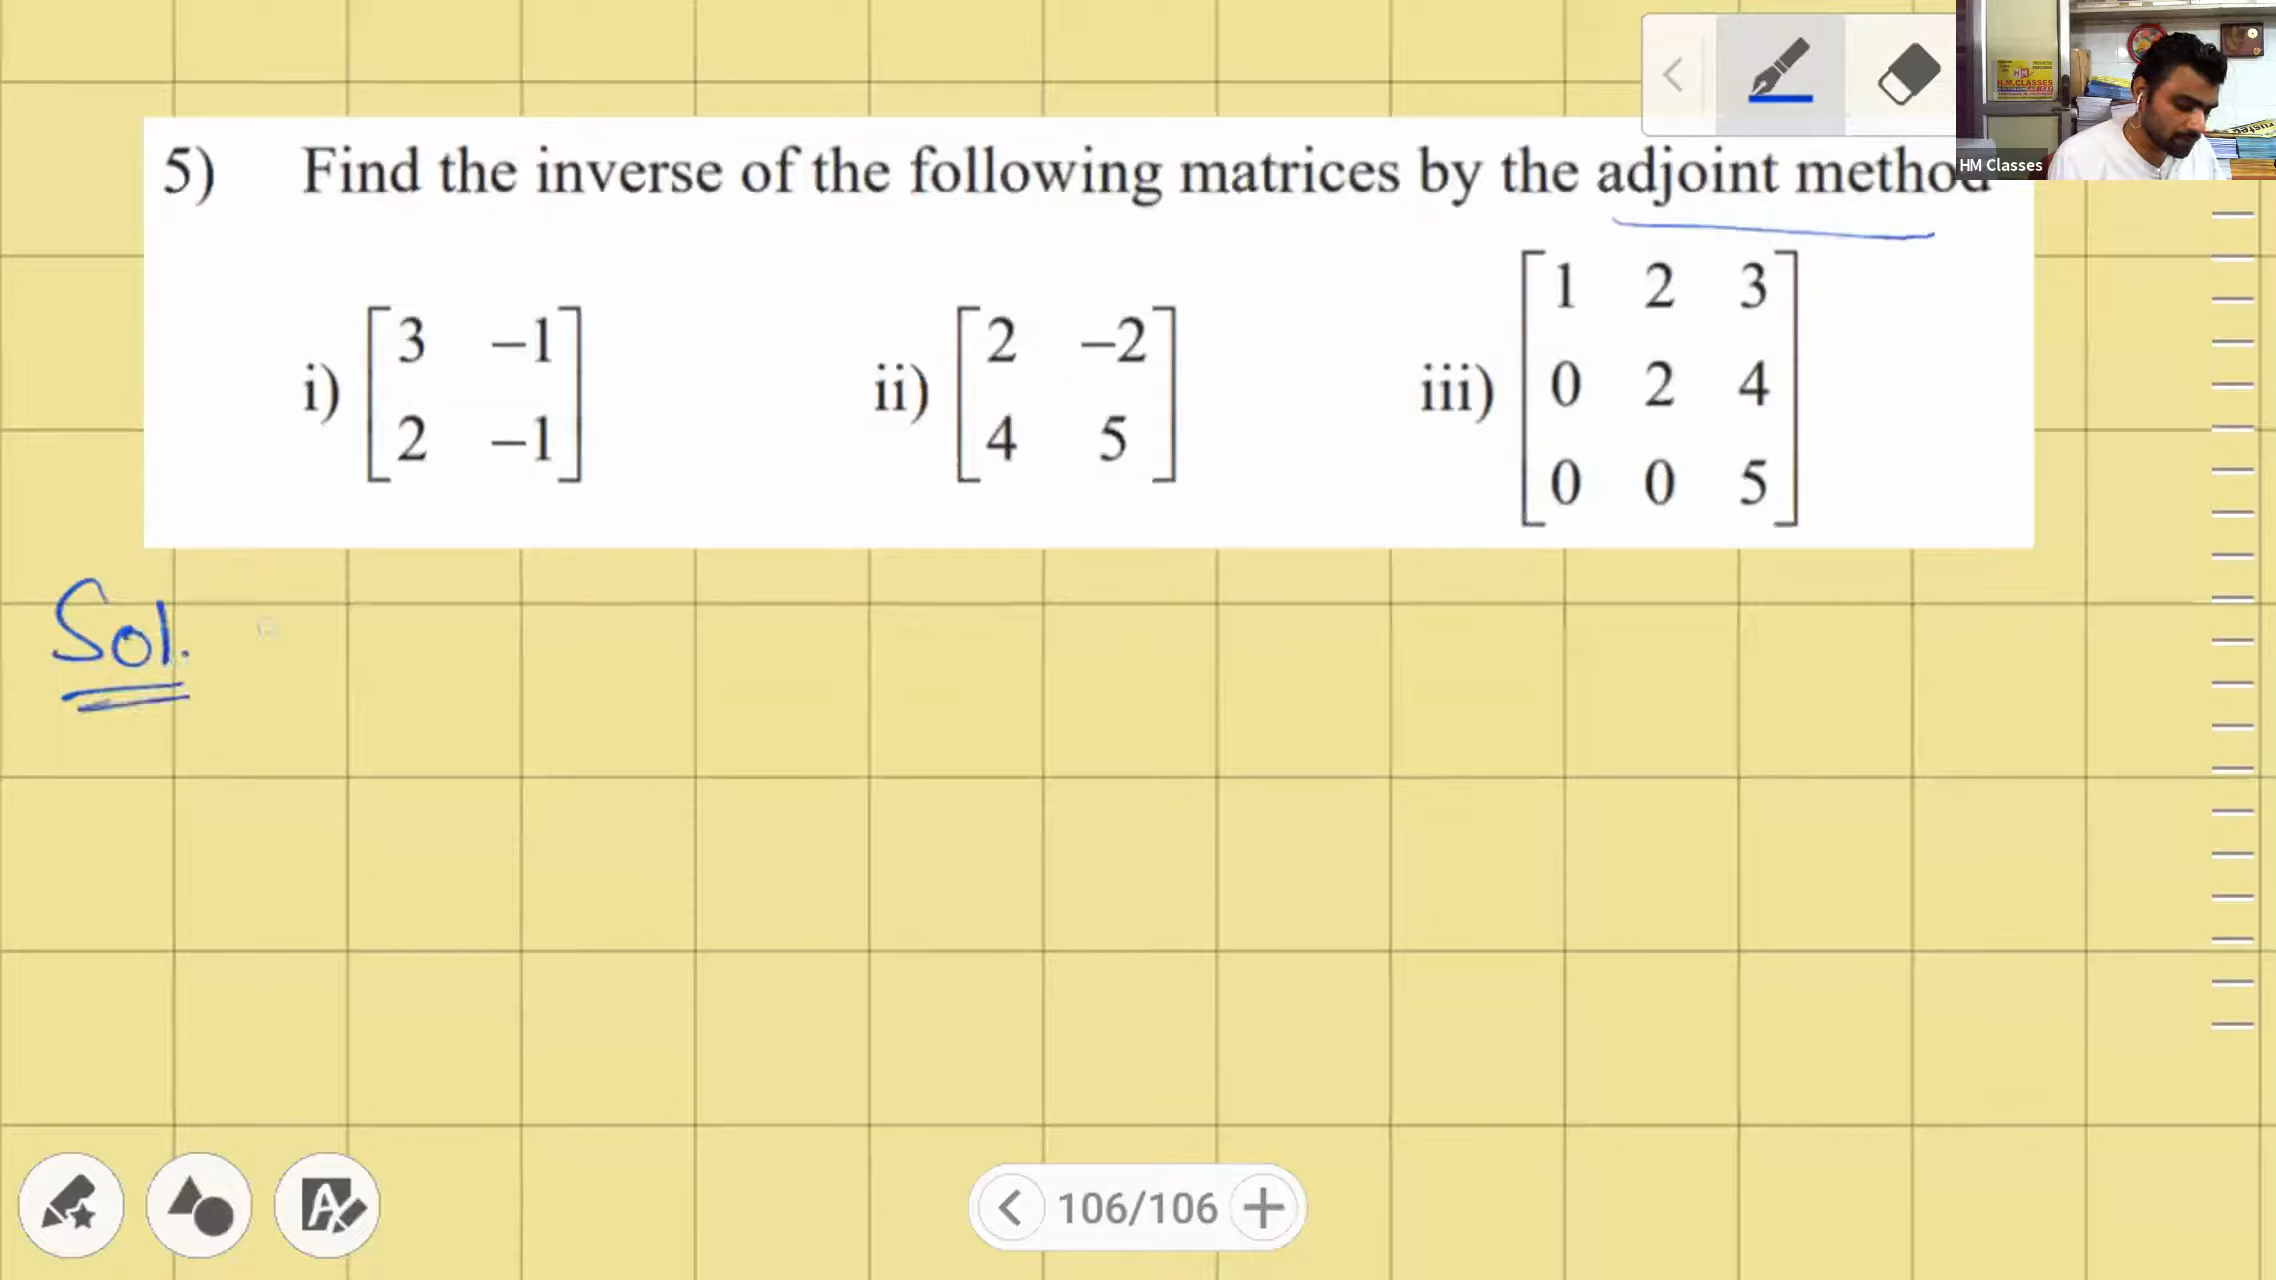 5) Find the inverse of the following matrices by the adjoint method
i) [3 −1
2 −1]
ii) [2 −2
4 5]
iii) [1 2 3
0 2 4
0 0 5]
HM Classes
H.M.CLASSES
Sol.
106/106